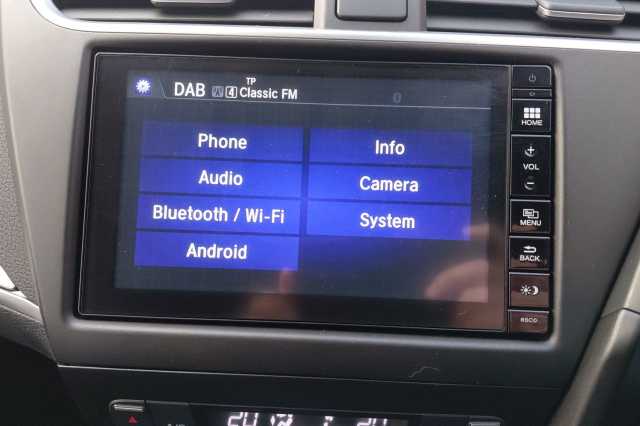 DAB TP 4 Classic FM
Phone
Info
Audio
Camera
Bluetooth / Wi-Fi
System
Android
HOME
+
VOL
-
MENU
BACK